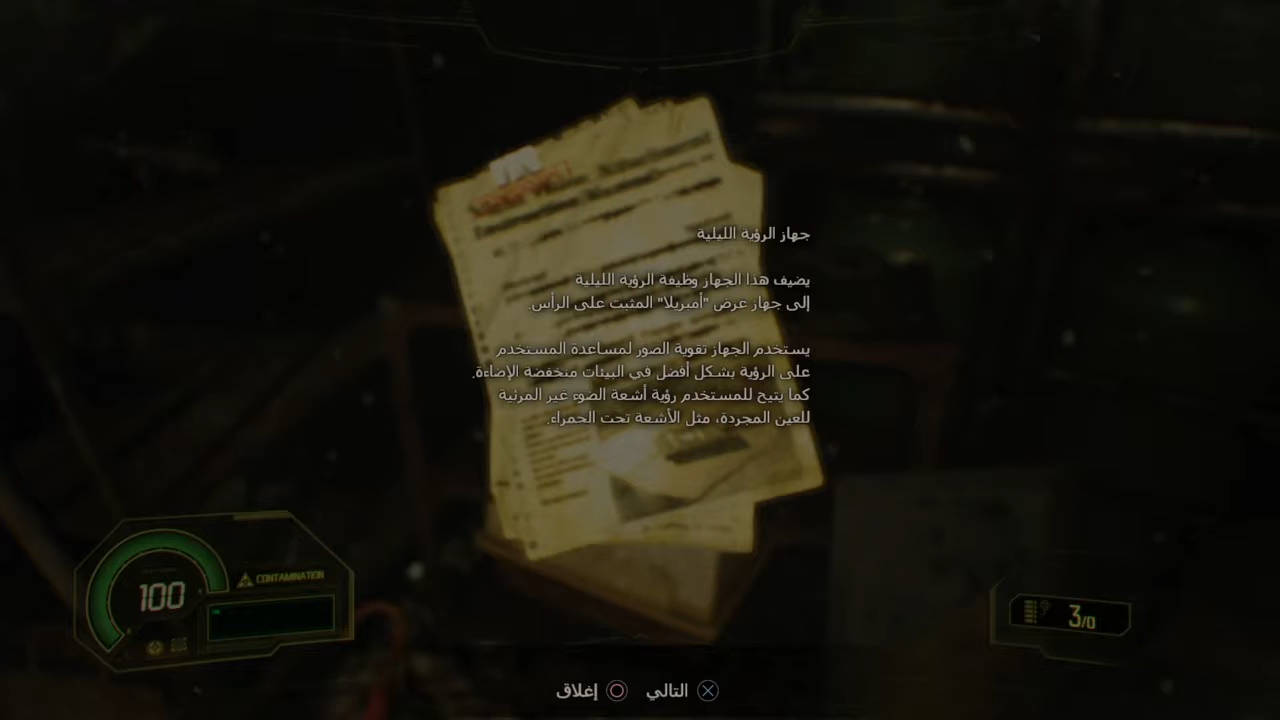 جهاز الرؤية الليلية
يضيف هذا الجهاز وظيفة الرؤية الليلية
إلى جهاز عرض "أمبريلا" المثبت على الرأس.
يستخدم الجهاز تقوية الصور لمساعدة المستخدم
على الرؤية بشكل أفضل في البيئات منخفضة الإضاءة.
كما يتيح للمستخدم رؤية أشعة الضوء غير المرئية
للعين المجردة، مثل الأشعة تحت الحمراء.
CONTAMINATION
100
3/0
التالي
إغلاق